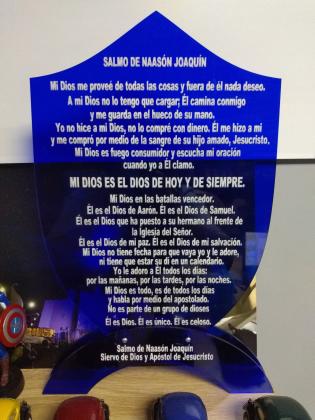 SALMO DE NAASÓN JOAQUÍN
Mi Dios me proveé de todas las cosas y fuera de él nada deseo.
A mi Dios no lo tengo que cargar; Él camina conmigo
y me guarda en el hueco de su mano.
Yo no hice a mi Dios, no lo compré con dinero. Él me hizo a mi
y me compró por medio de la sangre de su hijo amado, Jesucristo.
Mi Dios es fuego consumidor y escucha mi oración
cuando yo a Él clamo.
MI DIOS ES EL DIOS DE HOY Y DE SIEMPRE.
Mi Dios en las batallas vencedor.
Él es el Dios de Aarón. Él es el Dios de Samuel.
Él es el Dios que ha puesto a su hermano al frente de
la Iglesia del Señor.
Él es el Dios de mi paz. Él es el Dios de mi salvación.
Mi Dios no tiene fecha para que vaya yo y le adore,
ni tiene que estar su di en un calendario.
Yo le adoro a Él todos los días:
por las mañanas, por las tardes, por las noches.
Mi Dios es todo, es de todos los días
y habla por medio del apostolado.
No es parte de un grupo de dioses
Él es Dios. Él es único. Él es celoso.
Salmo de Naasón Joaquín
Siervo de Dios y Apóstol de Jesucristo